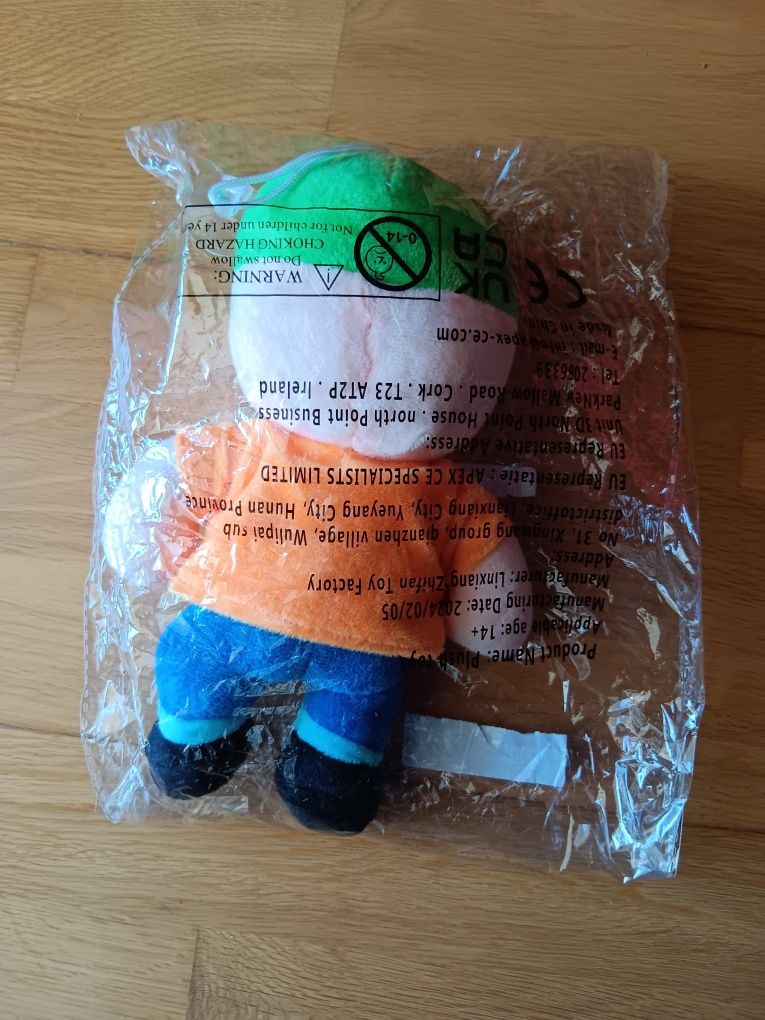 Product Name: Plush toys
Applicable age: 14+
Manufacturing Date: 2024/02/05
Manufacturer: Linxiang Zhifan Toy Factory
Address:
No 31, Xingwang group, qianzhen village, Wulipai sub
districtoffice, Lianxiang City, Yueyang City, Hunan Province
EU Representatie : APEX CE SPECIALISTS LIMITED
EU Representative Address:
Unit 3D North Point House . north Point Business
ParkNew Mallow Road . Cork . T23 AT2P . Ireland
Tel : 2066339
E-mail : info@apex-ce.com
Made in China
CE
UK
CA
0-14
WARNING:
Do not swallow
CHOKING HAZARD
Not for children under 14 ye